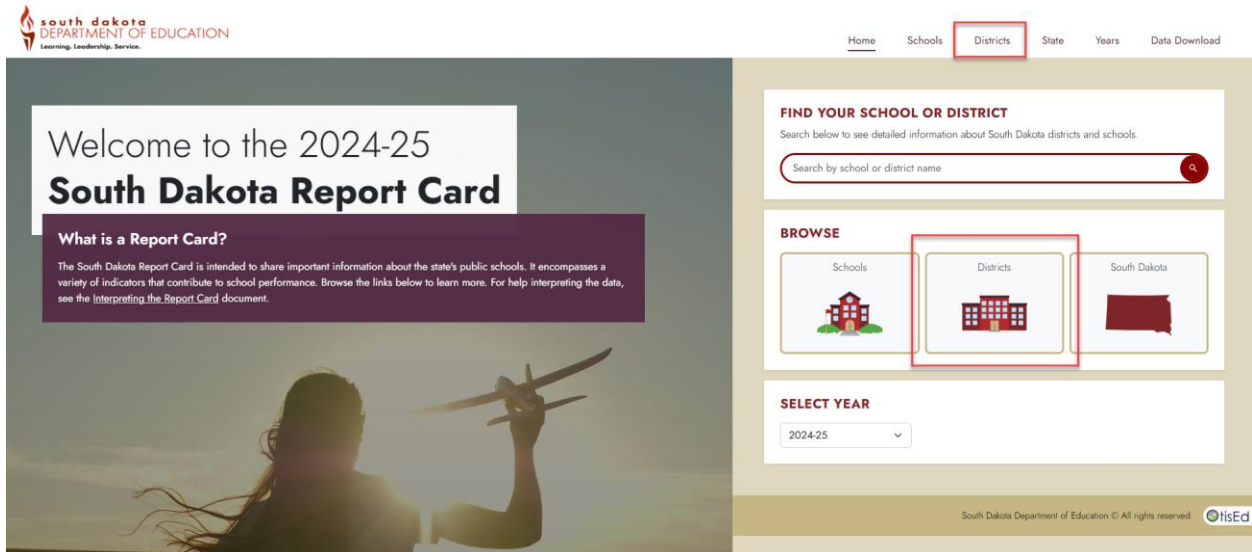 south dakota
DEPARTMENT OF EDUCATION
Learning. Leadership. Service.
Home Schools Districts State Years Data Download
Welcome to the 2024-25
South Dakota Report Card
What is a Report Card?
The South Dakota Report Card is intended to share important information about the state's public schools. It encompasses a
variety of indicators that contribute to school performance. Browse the links below to learn more. For help interpreting the data,
see the Interpreting the Report Card document.
FIND YOUR SCHOOL OR DISTRICT
Search below to see detailed information about South Dakota districts and schools.
Search by school or district name
BROWSE
Schools Districts South Dakota
SELECT YEAR
2024-25
South Dakota Department of Education © All rights reserved. OtisEd